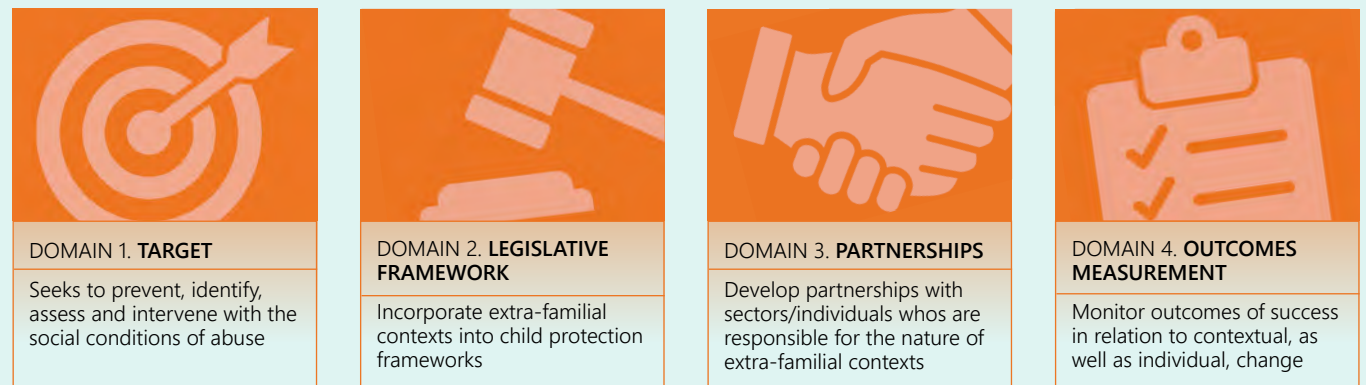 DOMAIN 1. TARGET
Seeks to prevent, identify,
assess and intervene with the
social conditions of abuse
DOMAIN 2. LEGISLATIVE
FRAMEWORK
Incorporate extra-familial
contexts into child protection
frameworks
DOMAIN 3. PARTNERSHIPS
Develop partnerships with
sectors/individuals whos are
responsible for the nature of
extra-familial contexts
DOMAIN 4. OUTCOMES
MEASUREMENT
Monitor outcomes of success
in relation to contextual, as
well as individual, change